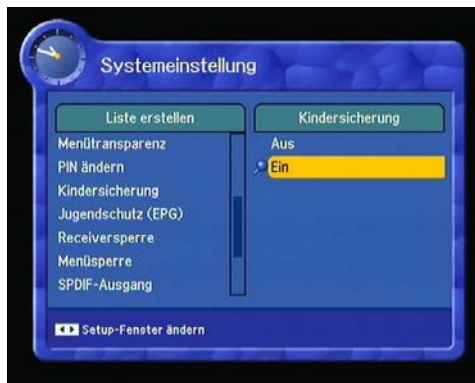 Systemeinstellung
Liste erstellen
Menütransparenz
PIN ändern
Kindersicherung
Jugendschutz (EPG)
Receiversperre
Menüsperre
SPDIF-Ausgang
Kindersicherung
Aus
Ein
Setup-Fenster ändern